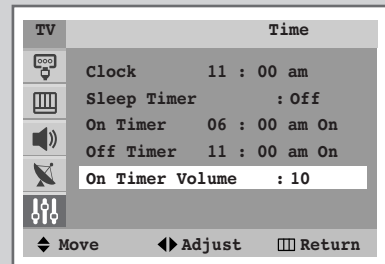 TV Time
Clock 11 : 00 am
Sleep Timer : Off
On Timer 06 : 00 am On
Off Timer 11 : 00 am On
On Timer Volume : 10
Move Adjust Return